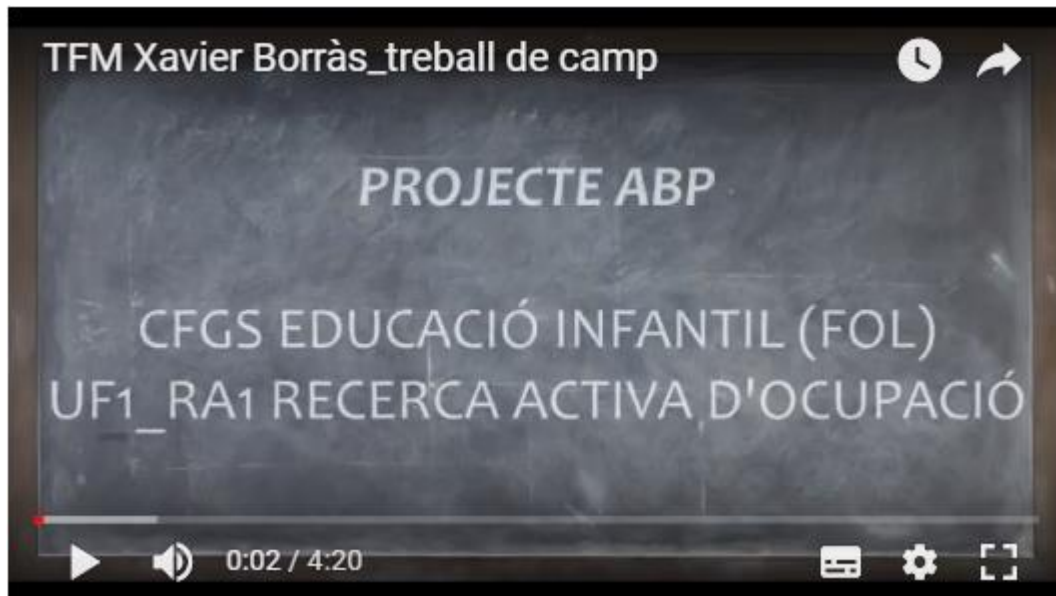 TFM Xavier Borràs_treball de camp
PROJECTE ABP
CFGS EDUCACIÓ INFANTIL (FOL)
UF1_RA1 RECERCA ACTIVA D'OCUPACIÓ
0:02 / 4:20